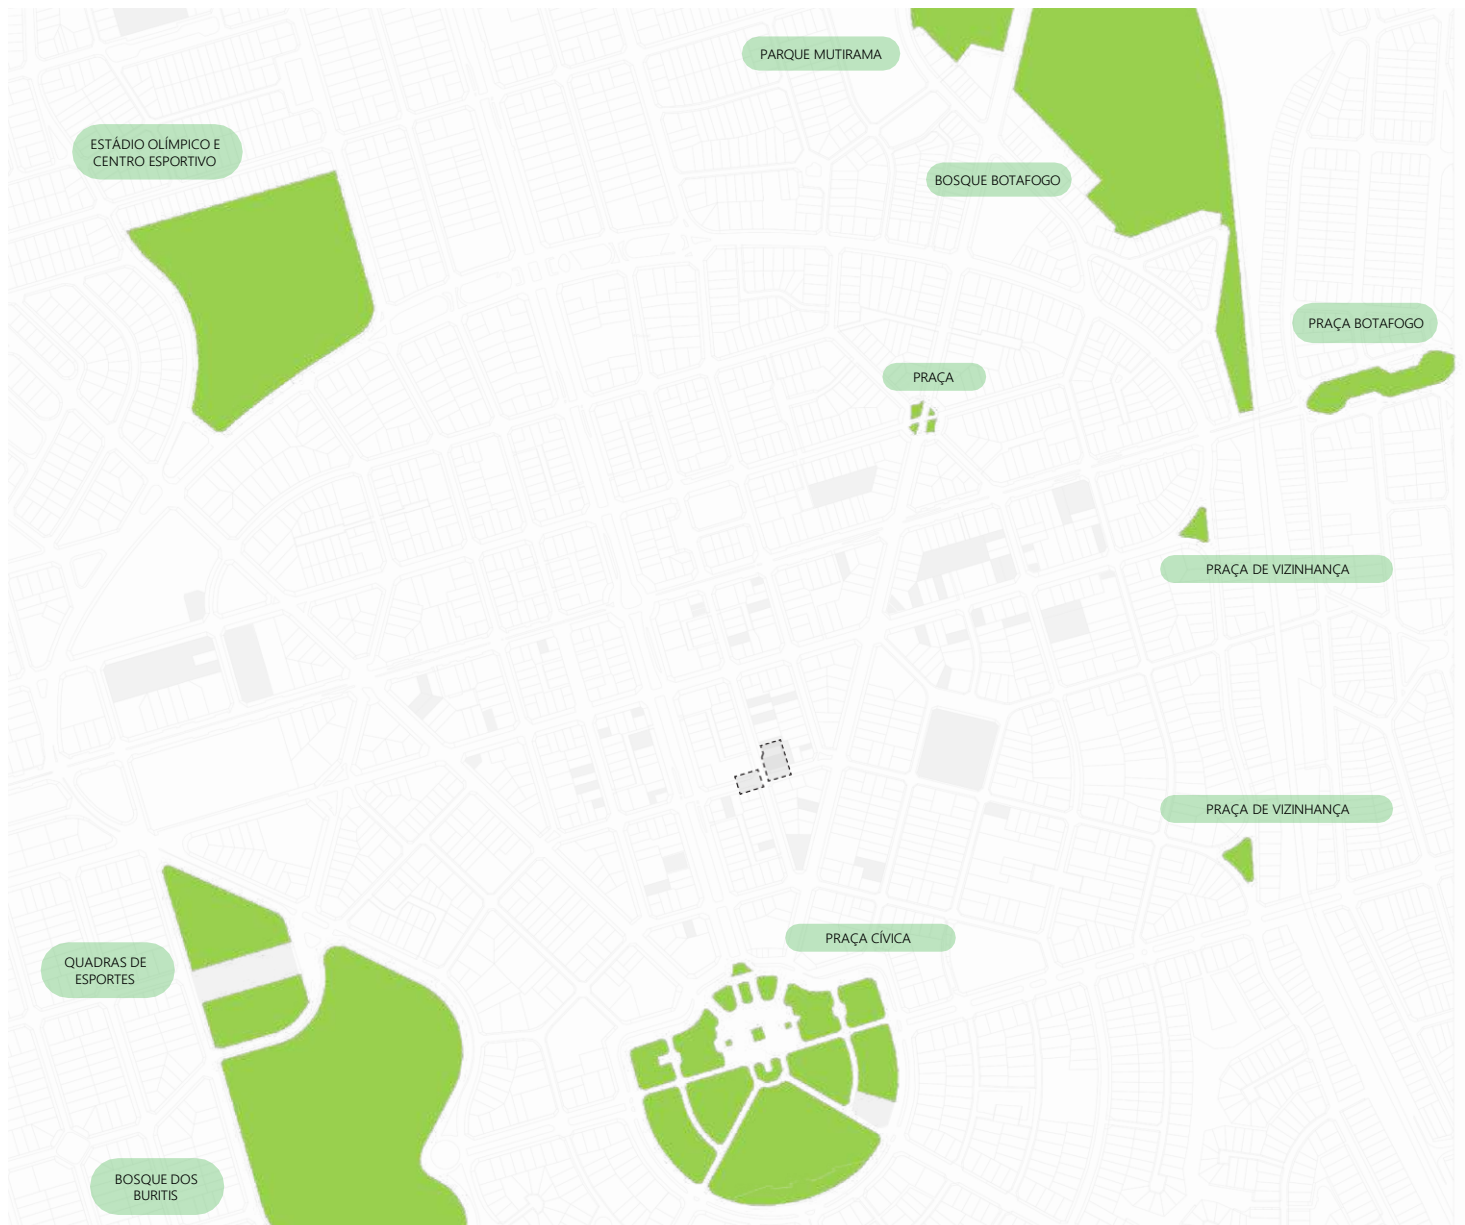 PARQUE MUTIRAMA
ESTÁDIO OLÍMPICO E
CENTRO ESPORTIVO
BOSQUE BOTAFOGO
PRAÇA BOTAFOGO
PRAÇA
PRAÇA DE VIZINHANÇA
PRAÇA DE VIZINHANÇA
PRAÇA CÍVICA
QUADRAS DE
ESPORTES
BOSQUE DOS
BURITIS